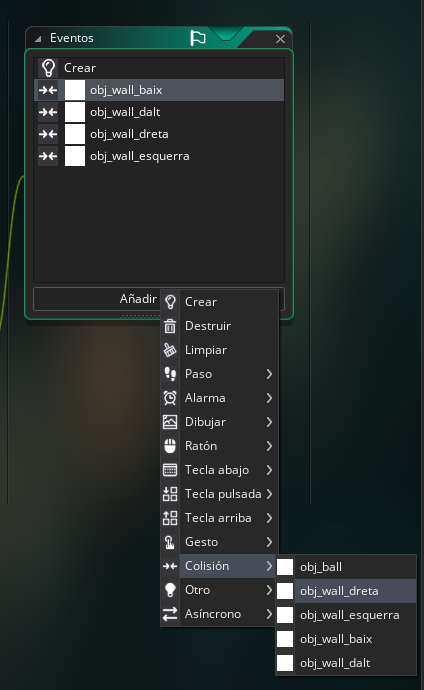 Eventos
Crear
obj_wall_baix
obj_wall_dalt
obj_wall_dreta
obj_wall_esquerra
Añadir
Crear
Destruir
Limpiar
Paso
Alarma
Dibujar
Ratón
Tecla abajo
Tecla pulsada
Tecla arriba
Gesto
Colisión
Otro
Asíncrono
obj_ball
obj_wall_dreta
obj_wall_esquerra
obj_wall_baix
obj_wall_dalt